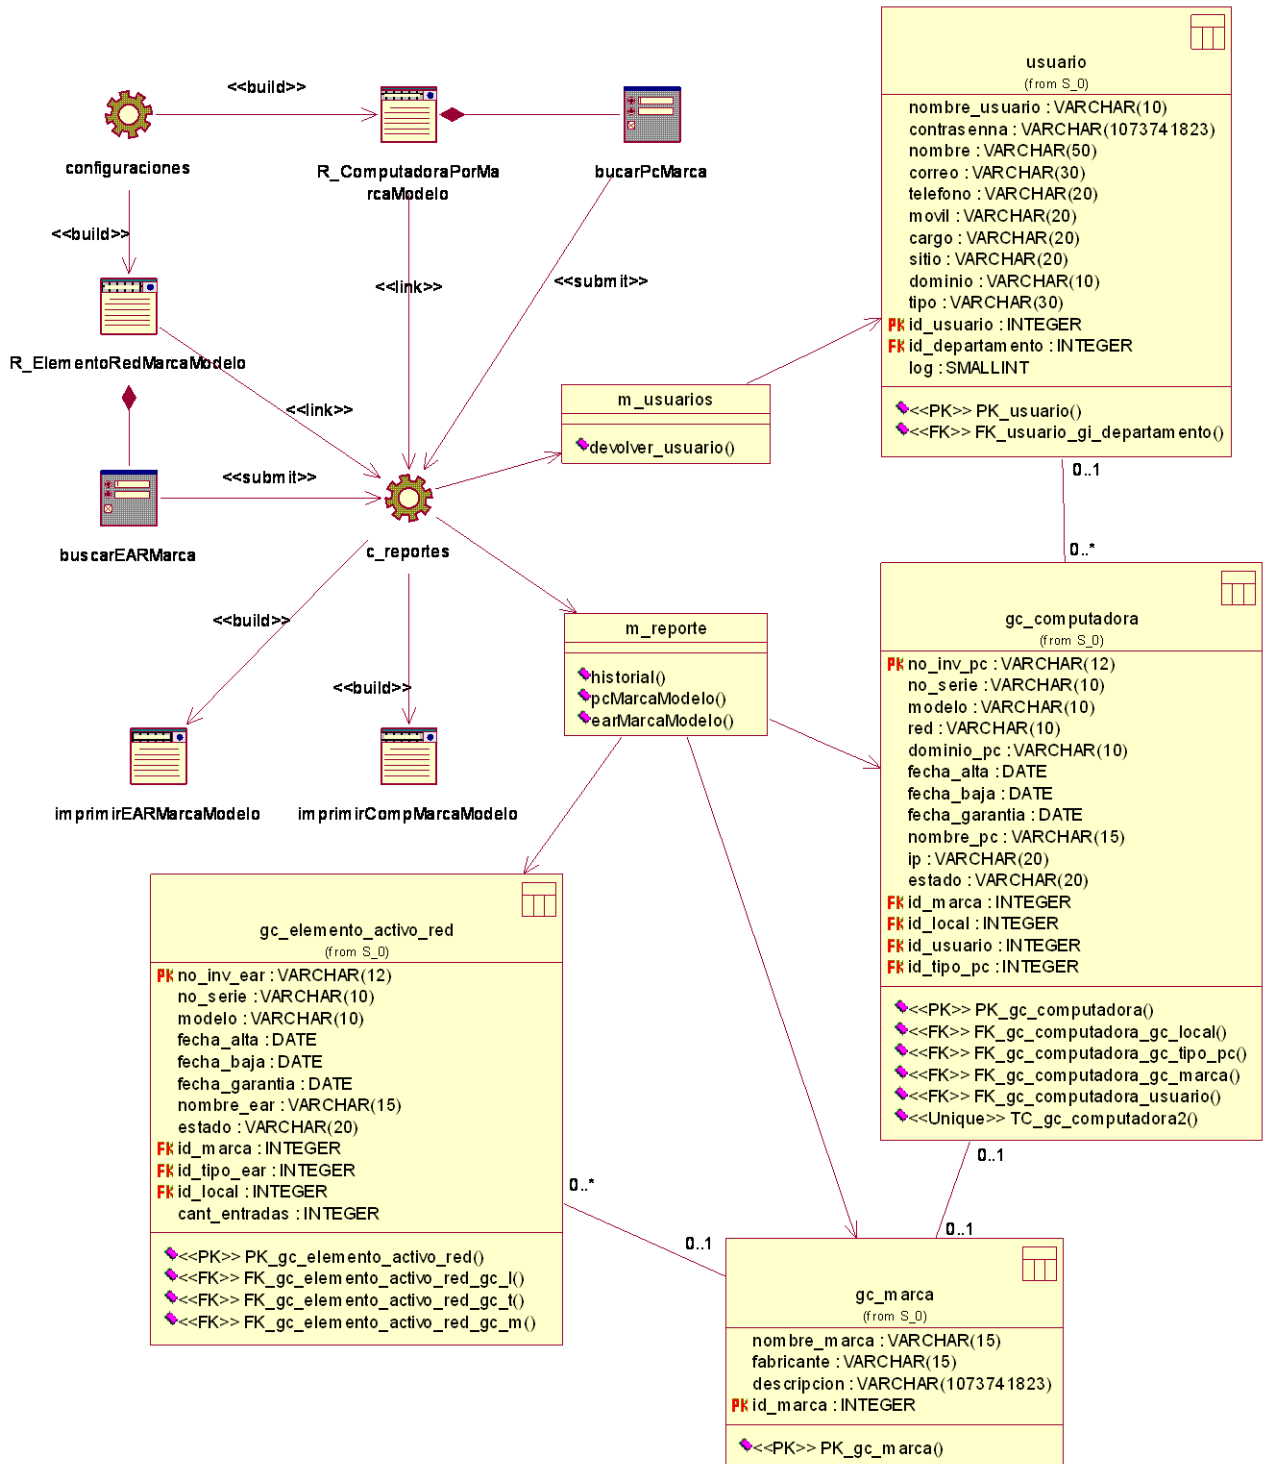 <<build>>
configuraciones
R_ComputadoraPorMa
rcaModelo
bucarPcMarca
<<build>>
<<link>>
<<submit>>
R_ElementoRedMarcaModelo
<<link>>
<<submit>>
buscarEARMarca
c_reportes
<<build>>
<<build>>
imprimirEARMarcaModelo
imprimirCompMarcaModelo
m_usuarios
devolver_usuario()
m_reporte
historial()
pcMarcaModelo()
earMarcaModelo()
usuario
(from S_0)
nombre_usuario : VARCHAR(10)
contrasenna : VARCHAR(1073741823)
nombre : VARCHAR(50)
correo : VARCHAR(30)
telefono : VARCHAR(20)
movil : VARCHAR(20)
cargo : VARCHAR(20)
sitio : VARCHAR(20)
dominio : VARCHAR(10)
tipo : VARCHAR(30)
PK id_usuario : INTEGER
FK id_departamento : INTEGER
log : SMALLINT
<<PK>> PK_usuario()
<<FK>> FK_usuario_gi_departamento()
0..1
0..*
gc_computadora
(from S_0)
PK no_inv_pc : VARCHAR(12)
no_serie : VARCHAR(10)
modelo : VARCHAR(10)
red : VARCHAR(10)
dominio_pc : VARCHAR(10)
fecha_alta : DATE
fecha_baja : DATE
fecha_garantia : DATE
nombre_pc : VARCHAR(15)
ip : VARCHAR(20)
estado : VARCHAR(20)
FK id_marca : INTEGER
FK id_local : INTEGER
FK id_usuario : INTEGER
FK id_tipo_pc : INTEGER
<<PK>> PK_gc_computadora()
<<FK>> FK_gc_computadora_gc_local()
<<FK>> FK_gc_computadora_gc_tipo_pc()
<<FK>> FK_gc_computadora_gc_marca()
<<FK>> FK_gc_computadora_usuario()
<<Unique>> TC_gc_computadora2()
0..1
0..1
gc_elemento_activo_red
(from S_0)
PK no_inv_ear : VARCHAR(12)
no_serie : VARCHAR(10)
modelo : VARCHAR(10)
fecha_alta : DATE
fecha_baja : DATE
fecha_garantia : DATE
nombre_ear : VARCHAR(15)
estado : VARCHAR(20)
FK id_marca : INTEGER
FK id_tipo_ear : INTEGER
FK id_local : INTEGER
cant_entradas : INTEGER
<<PK>> PK_gc_elemento_activo_red()
<<FK>> FK_gc_elemento_activo_red_gc_l()
<<FK>> FK_gc_elemento_activo_red_gc_t()
<<FK>> FK_gc_elemento_activo_red_gc_m()
0..*
0..1
gc_marca
(from S_0)
nombre_marca : VARCHAR(15)
fabricante : VARCHAR(15)
descripcion : VARCHAR(1073741823)
PK id_marca : INTEGER
<<PK>> PK_gc_marca()